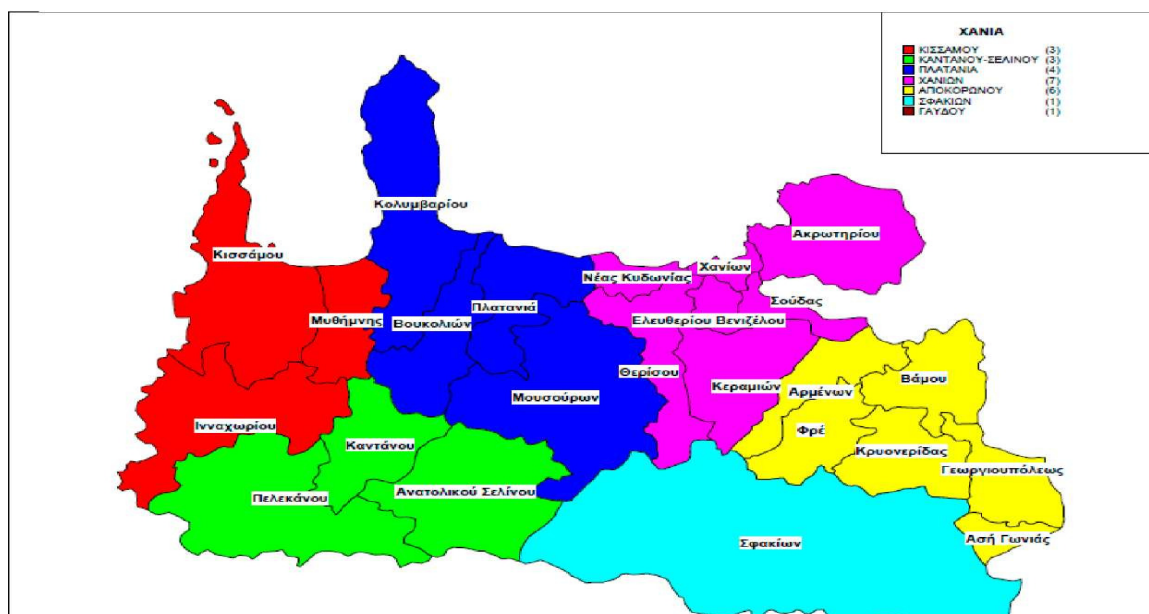 ΧΑΝΙΑ
ΚΙΣΣΑΜΟΥ (3)
ΚΑΝΤΑΝΟΥ-ΣΕΛΙΝΟΥ (3)
ΠΛΑΤΑΝΙΑ (4)
ΧΑΝΙΩΝ (7)
ΑΠΟΚΟΡΩΝΟΥ (6)
ΣΦΑΚΙΩΝ (1)
ΓΑΥΔΟΥ (1)
Κολυμβαρίου
Ακρωτηρίου
Κισσάμου
Χανίων
Νέας Κυδωνίας
Σούδας
Πλατανιά
Μυθήμνης
Βουκολιών
Ελευθερίου Βενιζέλου
Θερίσου
Κεραμιών
Βάμου
Αρμένων
Μουσούρων
Ινναχωρίου
Φρέ
Καντάνου
Κρυονερίδας
Γεωργιουπόλεως
Πελεκάνου
Ανατολικού Σελίνου
Ασή Γωνιάς
Σφακίων